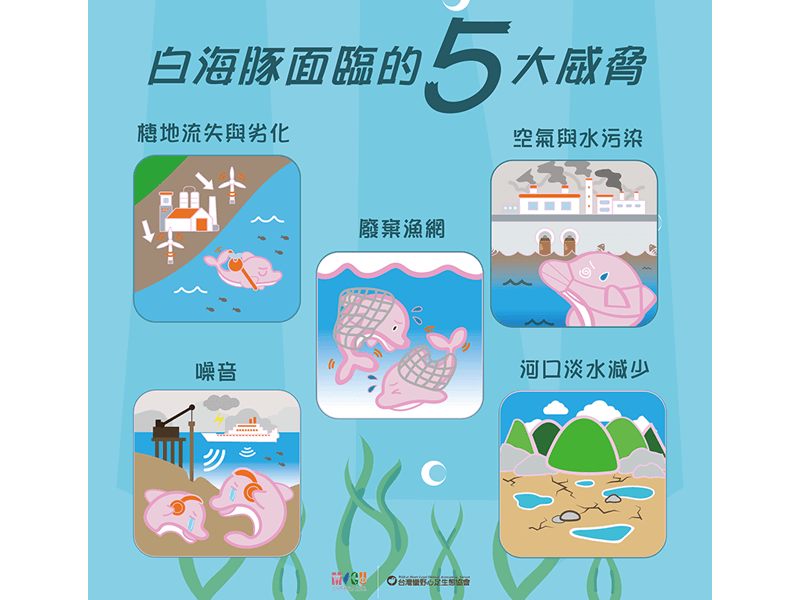 白海豚面臨的5大威脅
棲地流失與劣化
空氣與水污染
廢棄漁網
噪音
河口淡水減少
台灣蠻野心足生態協會